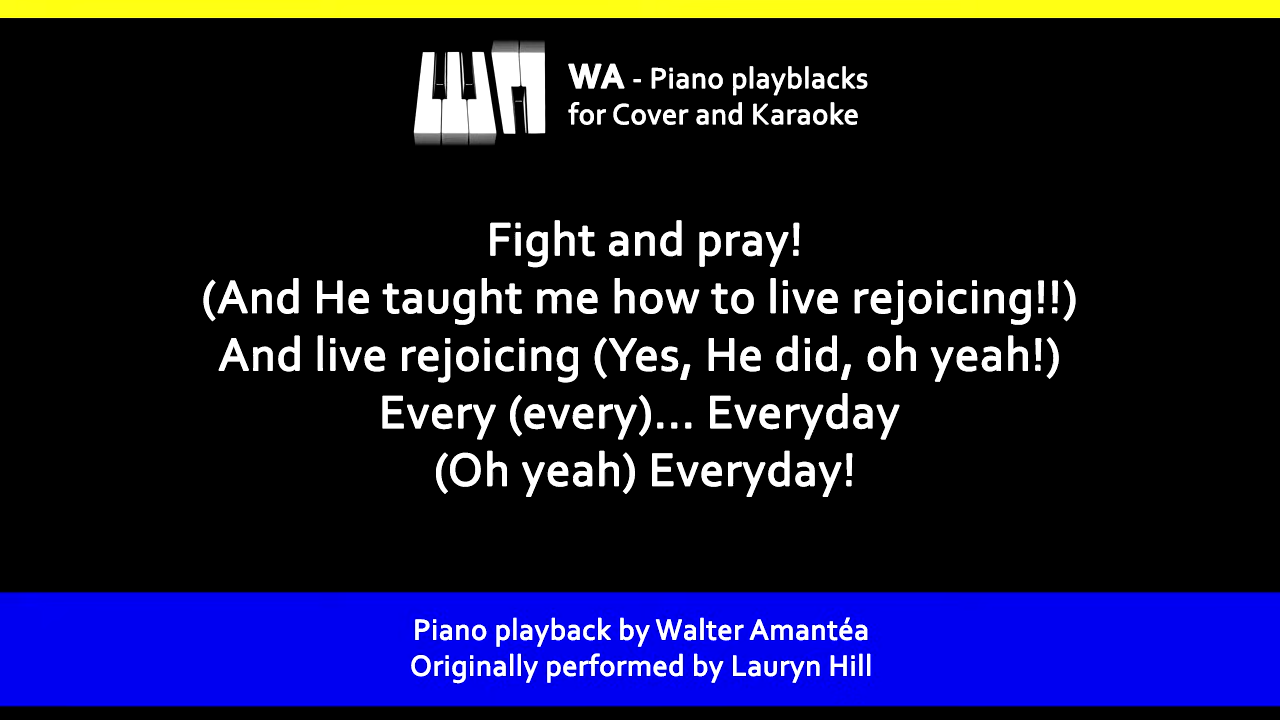 WA - Piano playblacks
for Cover and Karaoke
Fight and pray!
(And He taught me how to live rejoicing!!)
And live rejoicing (Yes, He did, oh yeah!)
Every (every)... Everyday
(Oh yeah) Everyday!
Piano playback by Walter Amantéa
Originally performed by Lauryn Hill